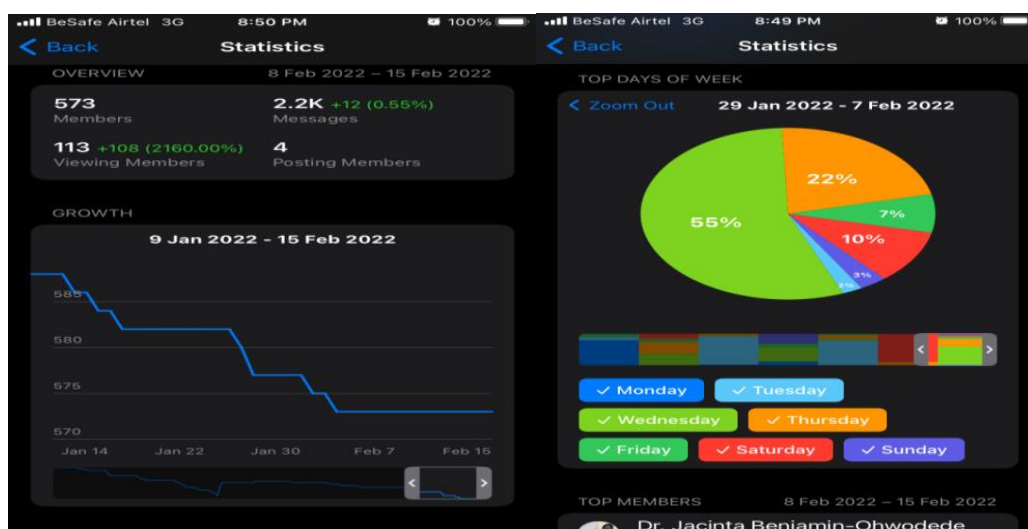 BeSafe Airtel 3G 8:50 PM 100%
Back Statistics
OVERVIEW 8 Feb 2022 – 15 Feb 2022
573 2.2K +12 (0.55%)
Members Messages
113 +108 (2160.00%) 4
Viewing Members Posting Members
GROWTH
9 Jan 2022 - 15 Feb 2022
585
580
575
570
Jan 14 Jan 22 Jan 30 Feb 7 Feb 15
BeSafe Airtel 3G 8:49 PM 100%
Back Statistics
TOP DAYS OF WEEK
Zoom Out 29 Jan 2022 - 7 Feb 2022
22%
55%
7%
10%
3%
2%
Monday Tuesday
Wednesday Thursday
Friday Saturday Sunday
TOP MEMBERS 8 Feb 2022 – 15 Feb 2022
Dr. Jacinta Benjamin-Ohwodede